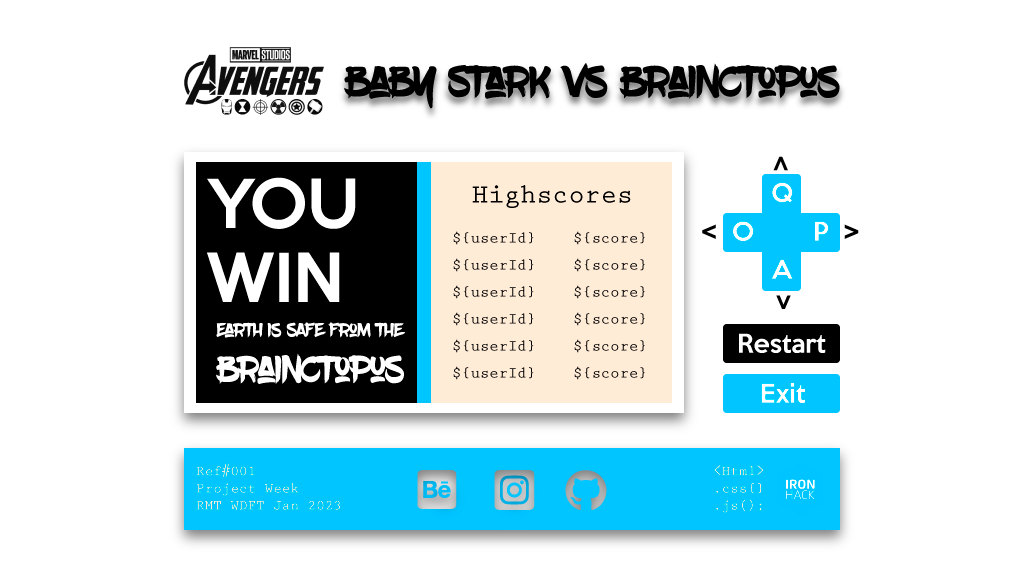 MARVEL STUDIOS
AVENGERS
BABY STARK VS BRAINCTOPUS
YOU
WIN
EARTH IS SAFE FROM THE
BRAINCTOPUS
Highscores
${userId} ${score}
${userId} ${score}
${userId} ${score}
${userId} ${score}
${userId} ${score}
${userId} ${score}
^
Q
< O P >
A
v
Restart
Exit
Ref#001
Project Week
RMT WDFT Jan 2023
Bē
<Html>
.css{}
.js();
IRON
HACK